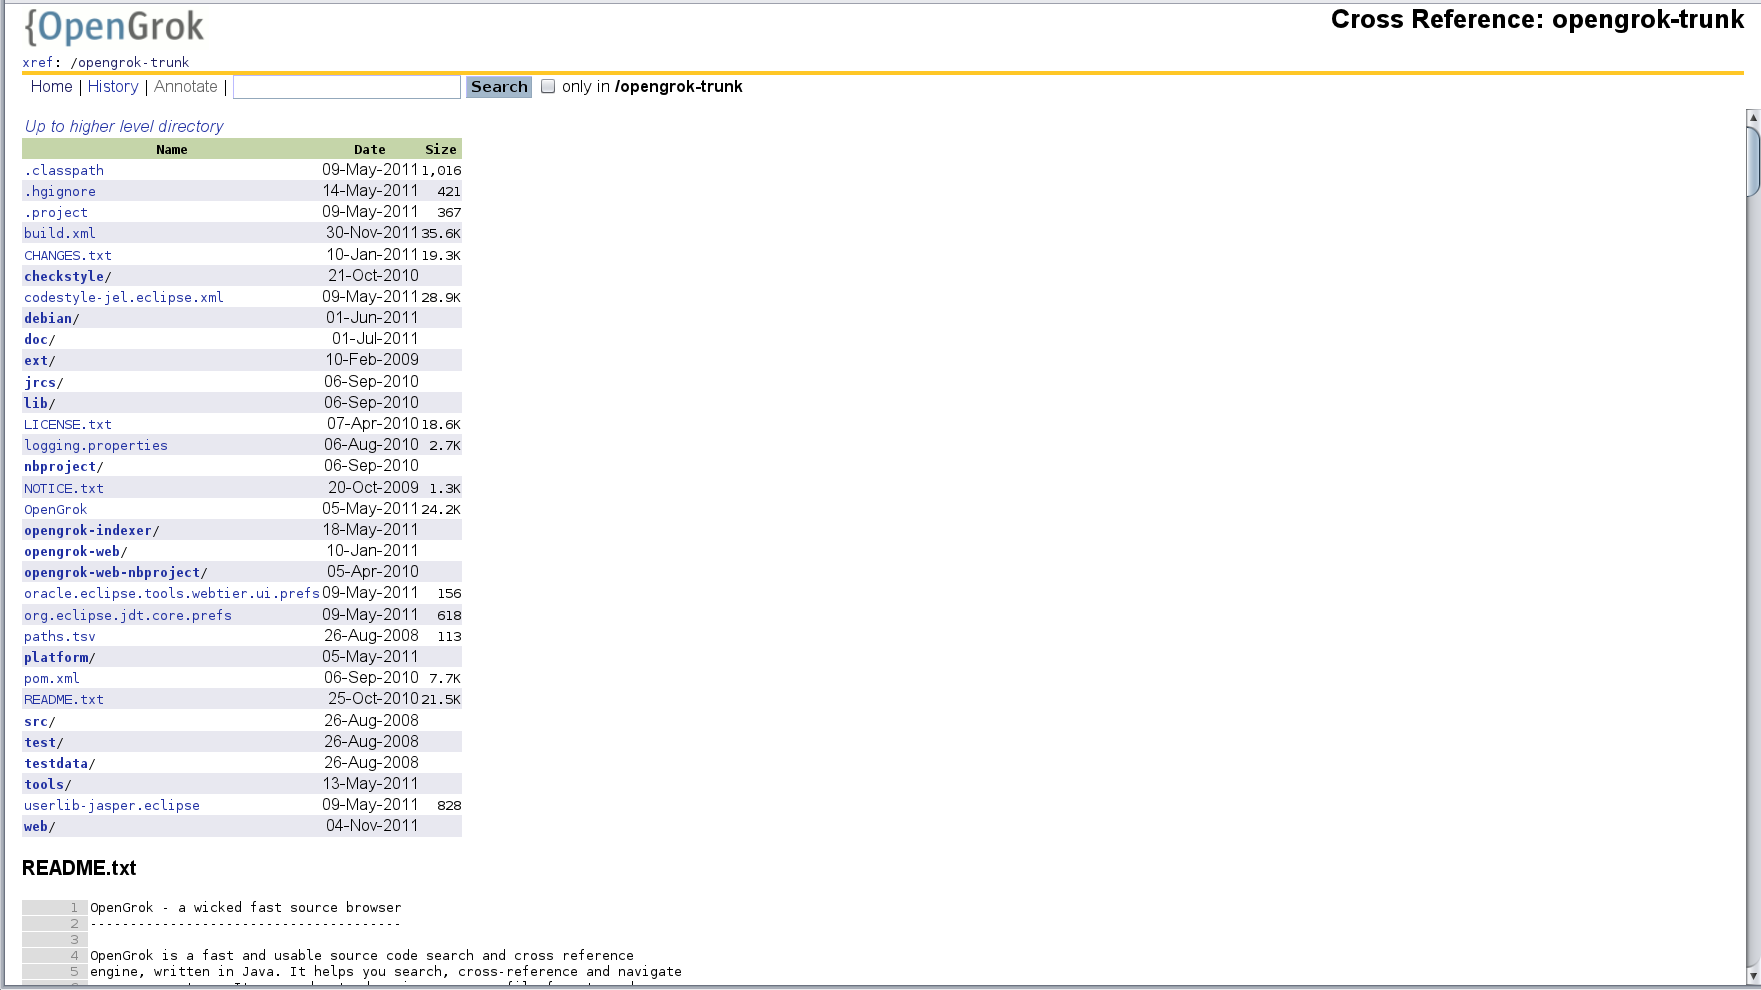 {OpenGrok
Cross Reference: opengrok-trunk
xref: /opengrok-trunk
Home | History | Annotate | Search only in /opengrok-trunk
Up to higher level directory
Name Date Size
.classpath 09-May-2011 1,016
.hgignore 14-May-2011 421
.project 09-May-2011 367
build.xml 30-Nov-2011 35.6K
CHANGES.txt 10-Jan-2011 19.3K
checkstyle/ 21-Oct-2010
codestyle-jel.eclipse.xml 09-May-2011 28.9K
debian/ 01-Jun-2011
doc/ 01-Jul-2011
ext/ 10-Feb-2009
jrcs/ 06-Sep-2010
lib/ 06-Sep-2010
LICENSE.txt 07-Apr-2010 18.6K
logging.properties 06-Aug-2010 2.7K
nbproject/ 06-Sep-2010
NOTICE.txt 20-Oct-2009 1.3K
OpenGrok 05-May-2011 24.2K
opengrok-indexer/ 18-May-2011
opengrok-web/ 10-Jan-2011
opengrok-web-nbproject/ 05-Apr-2010
oracle.eclipse.tools.webtier.ui.prefs 09-May-2011 156
org.eclipse.jdt.core.prefs 09-May-2011 618
paths.tsv 26-Aug-2008 113
platform/ 05-May-2011
pom.xml 06-Sep-2010 7.7K
README.txt 25-Oct-2010 21.5K
src/ 26-Aug-2008
test/ 26-Aug-2008
testdata/ 26-Aug-2008
tools/ 13-May-2011
userlib-jasper.eclipse 09-May-2011 828
web/ 04-Nov-2011
README.txt
1 OpenGrok - a wicked fast source browser
2 ---------------------------------------
3
4 OpenGrok is a fast and usable source code search and cross reference
5 engine, written in Java. It helps you search, cross-reference and navigate